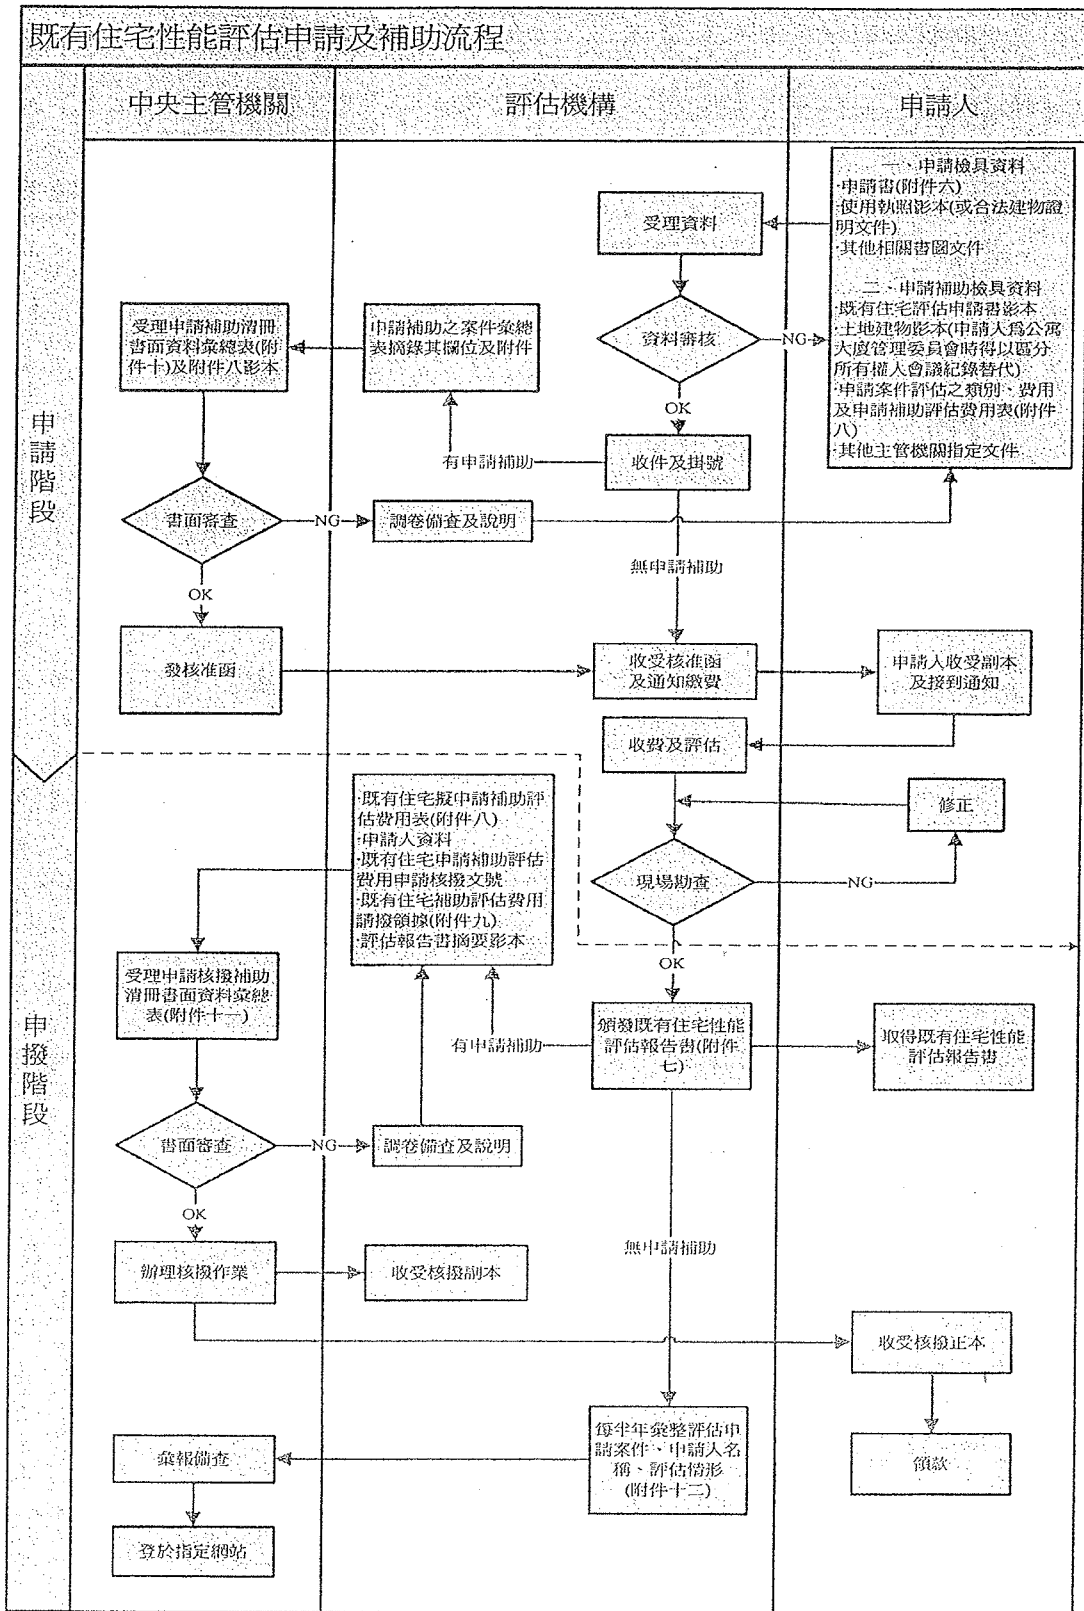 既有住宅性能評估申請及補助流程
中央主管機關
評估機構
申請人
申請階段
一、申請檢具資料
·申請書(附件六)
·使用執照影本(或合法建物證
明文件)
·其他相關書圖文件
二、申請補助檢具資料
·既有住宅評估申請書影本
·土地建物影本(申請人為公寓
大廈管理委員會時得以區分
所有權人會議紀錄替代)
·申請案件評估之類別、費用
及申請補助評估費用表(附件
八)
·其他主管機關指定文件
受理資料
資料審核
NG
OK
收件及掛號
有申請補助
申請補助之案件彙總
表摘錄其欄位及附件
受理申請補助清冊
書面資料彙總表(附
件十)及附件八影本
書面審查
NG
調卷備查及說明
OK
無申請補助
發核准函
收受核准函
及通知繳費
申請人收受副本
及接到通知
收費及評估
修正
現場勘查
NG
OK
申撥階段
·既有住宅擬申請補助評
估費用表(附件八)
·申請人資料
·既有住宅申請補助評估
費用申請核撥文號
·既有住宅補助評估費用
請撥領據(附件九)
·評估報告書摘要影本
受理申請核撥補助
清冊書面資料彙總
表(附件十一)
有申請補助
頒發既有住宅性能
評估報告書(附件
七)
取得既有住宅性能
評估報告書
書面審查
NG
調卷備查及說明
OK
無申請補助
辦理核撥作業
收受核撥副本
收受核撥正本
領款
每半年彙整評估申
請案件、申請人名
稱、評估情形
(附件十二)
彙報備查
登於指定網站